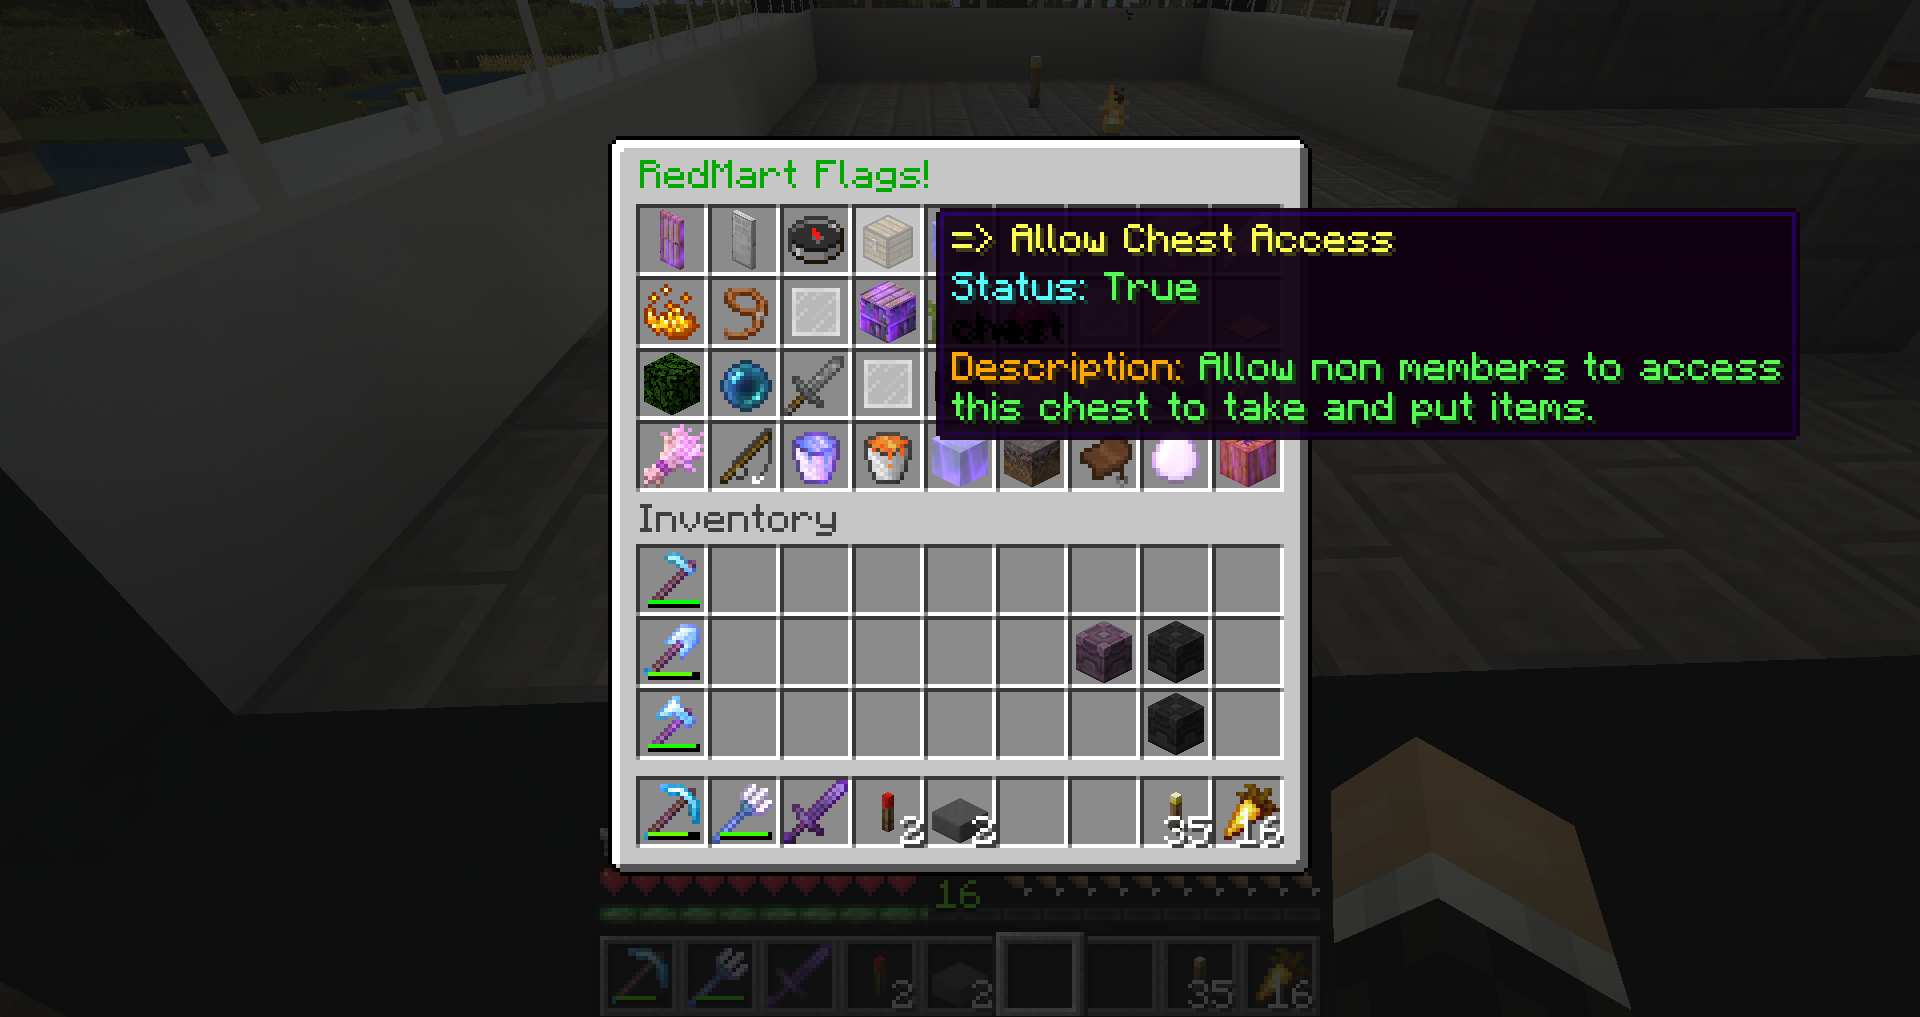 RedMart Flags!
=> Allow Chest Access
Status: True
chest
Description: Allow non members to access
this chest to take and put items.
Inventory
2
2
35
16
16
2
2
35
16